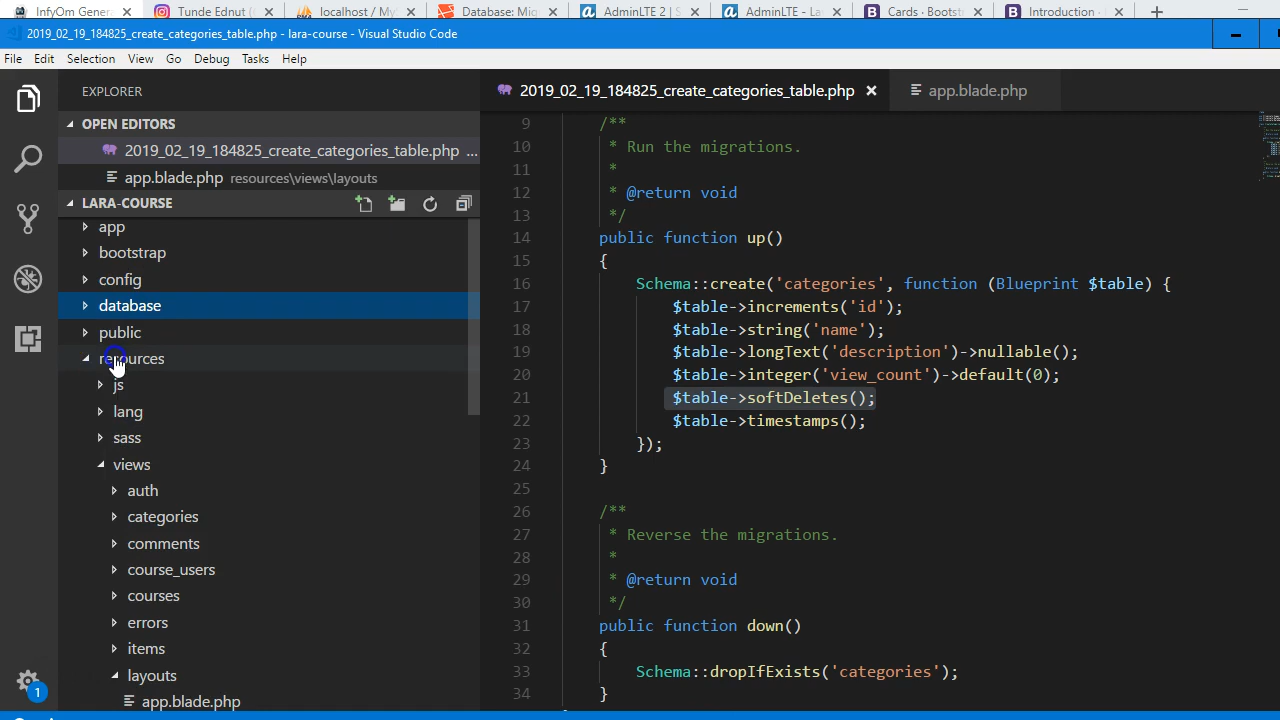 InfyOm Genera
Tunde Ednut (
localhost / My
Database: Mig
AdminLTE 2 | S
AdminLTE - La
Cards · Bootst
Introduction ·
2019_02_19_184825_create_categories_table.php - lara-course - Visual Studio Code
File Edit Selection View Go Debug Tasks Help
EXPLORER
OPEN EDITORS
2019_02_19_184825_create_categories_table.php ...
app.blade.php resources\views\layouts
LARA-COURSE
app
bootstrap
config
database
public
resources
js
lang
sass
views
auth
categories
comments
course_users
courses
errors
items
layouts
app.blade.php
1
2019_02_19_184825_create_categories_table.php
app.blade.php
9 /**
10 * Run the migrations.
11 *
12 * @return void
13 */
14 public function up()
15 {
16 Schema::create('categories', function (Blueprint $table) {
17 $table->increments('id');
18 $table->string('name');
19 $table->longText('description')->nullable();
20 $table->integer('view_count')->default(0);
21 $table->softDeletes();
22 $table->timestamps();
23 });
24 }
25
26 /**
27 * Reverse the migrations.
28 *
29 * @return void
30 */
31 public function down()
32 {
33 Schema::dropIfExists('categories');
34 }